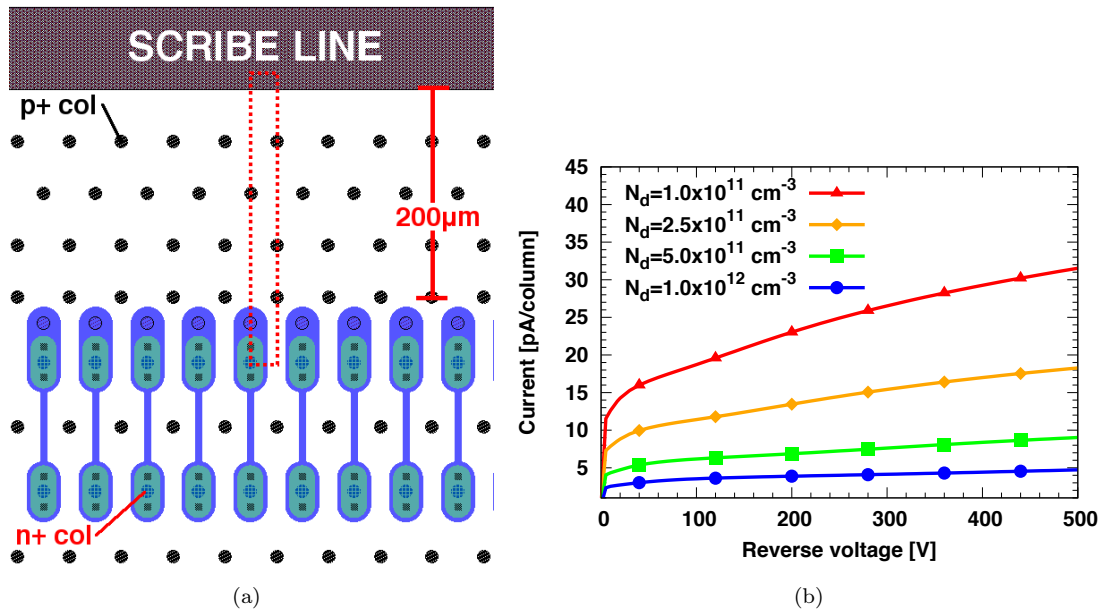 SCRIBE LINE
p+ col
200μm
n+ col
(a)
45
40
35
30
25
20
15
10
5
Current [pA/column]
N_d=1.0x10^11 cm^-3
N_d=2.5x10^11 cm^-3
N_d=5.0x10^11 cm^-3
N_d=1.0x10^12 cm^-3
0 100 200 300 400 500
Reverse voltage [V]
(b)